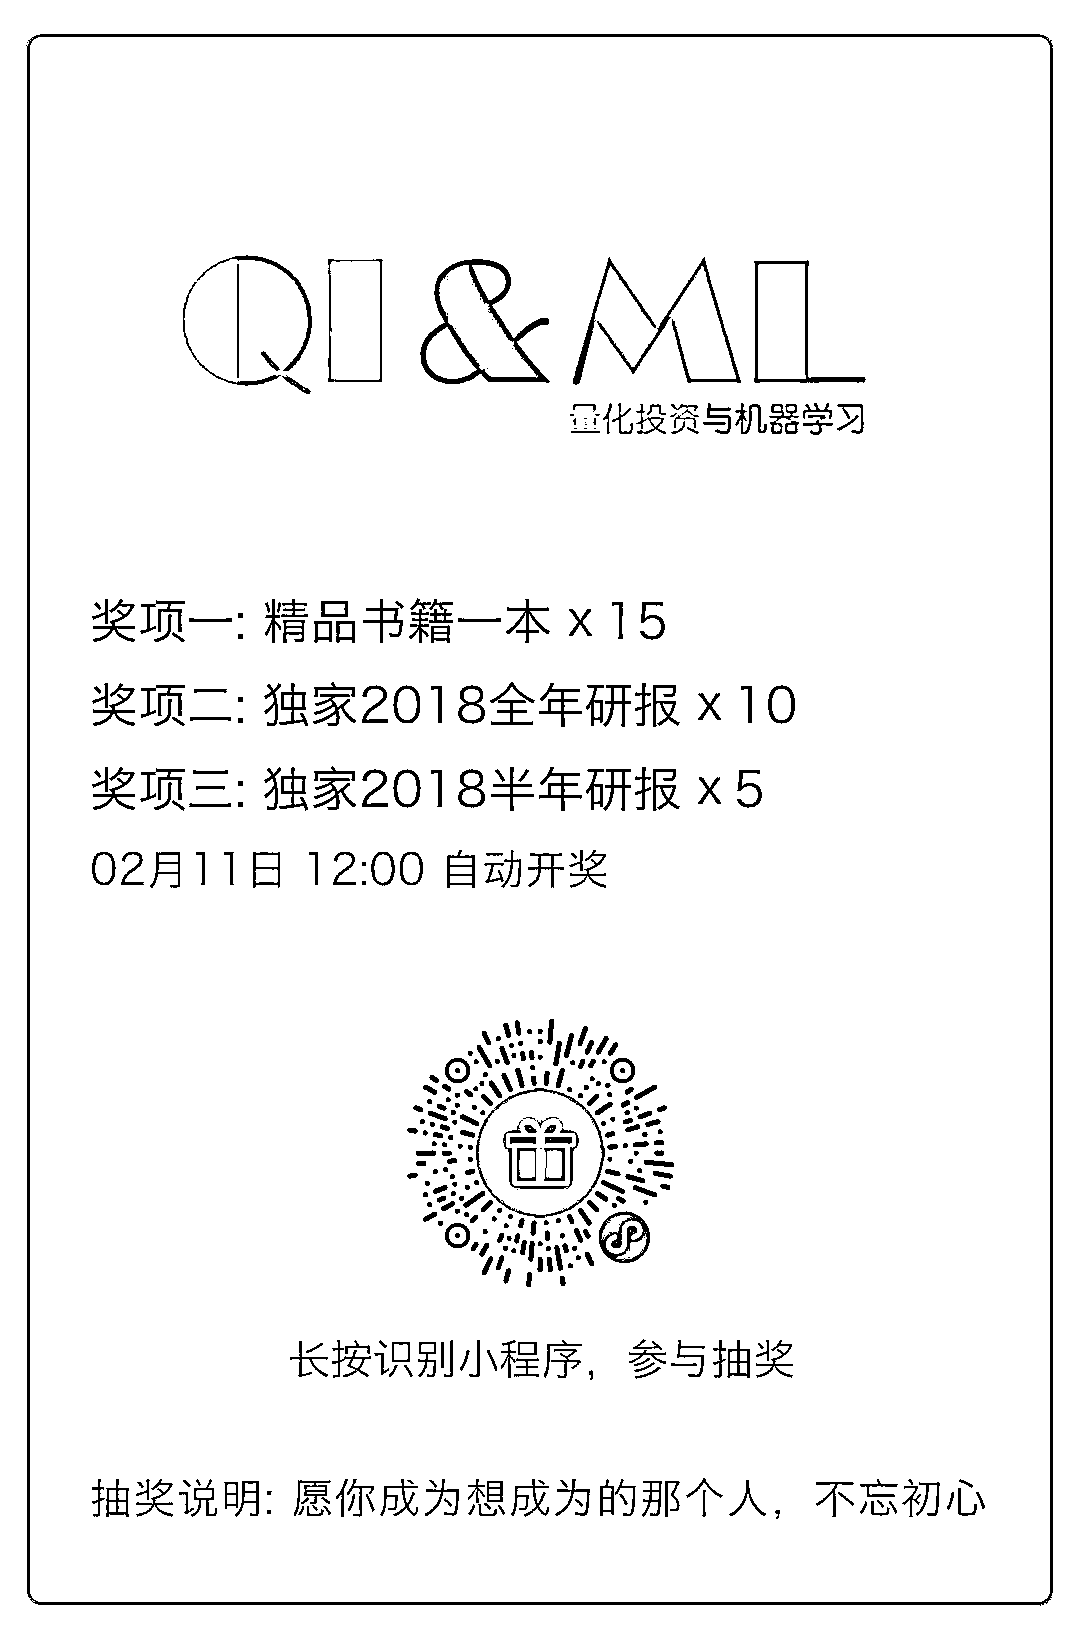 QI&ML
量化投资与机器学习
奖项一: 精品书籍一本 x 15
奖项二: 独家2018全年研报 x 10
奖项三: 独家2018半年研报 x 5
02月11日 12:00 自动开奖
长按识别小程序，参与抽奖
抽奖说明: 愿你成为想成为的那个人，不忘初心